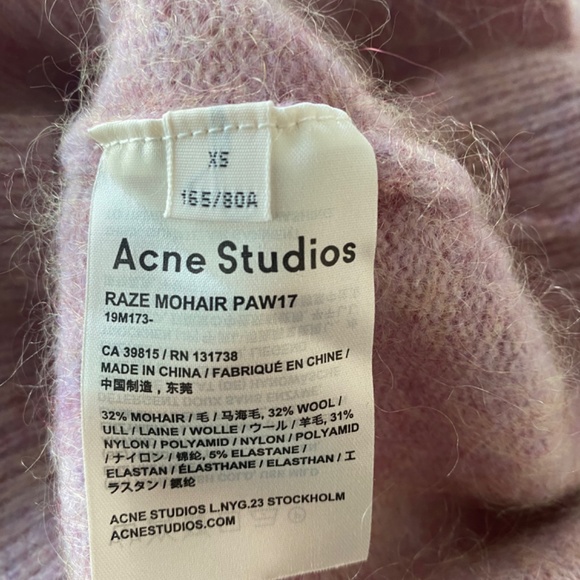 XS
165/80A
Acne Studios
RAZE MOHAIR PAW17
19M173-
CA 39815 / RN 131738
MADE IN CHINA / FABRIQUÉ EN CHINE /
中国制造，东莞
32% MOHAIR / 毛 / 马海毛, 32% WOOL /
ULL / LAINE / WOLLE / ウール / 羊毛, 31%
NYLON / POLYAMID / NYLON / POLYAMID
/ ナイロン / 锦纶, 5% ELASTANE /
ELASTAN / ÉLASTHANE / ELASTHAN / エ
ラスタン / 氨纶
ACNE STUDIOS L.NYG.23 STOCKHOLM
ACNESTUDIOS.COM